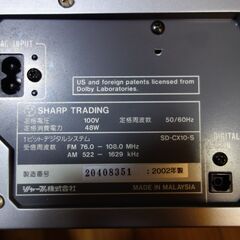 AC INPUT
US and foreign patents licensed from
Dolby Laboratories.
SHARP TRADING
定格電圧 100V 定格周波数 50/60Hz
定格消費電力 48W
1ビットデジタルシステム SD-CX10-S
受信周波数 FM 76.0 - 108.0 MHz
AM 522 - 1629 kHz
DIGITAL
IN
製造番号 20408351 :2002年製
シャープ株式会社 MADE IN MALAYSIA